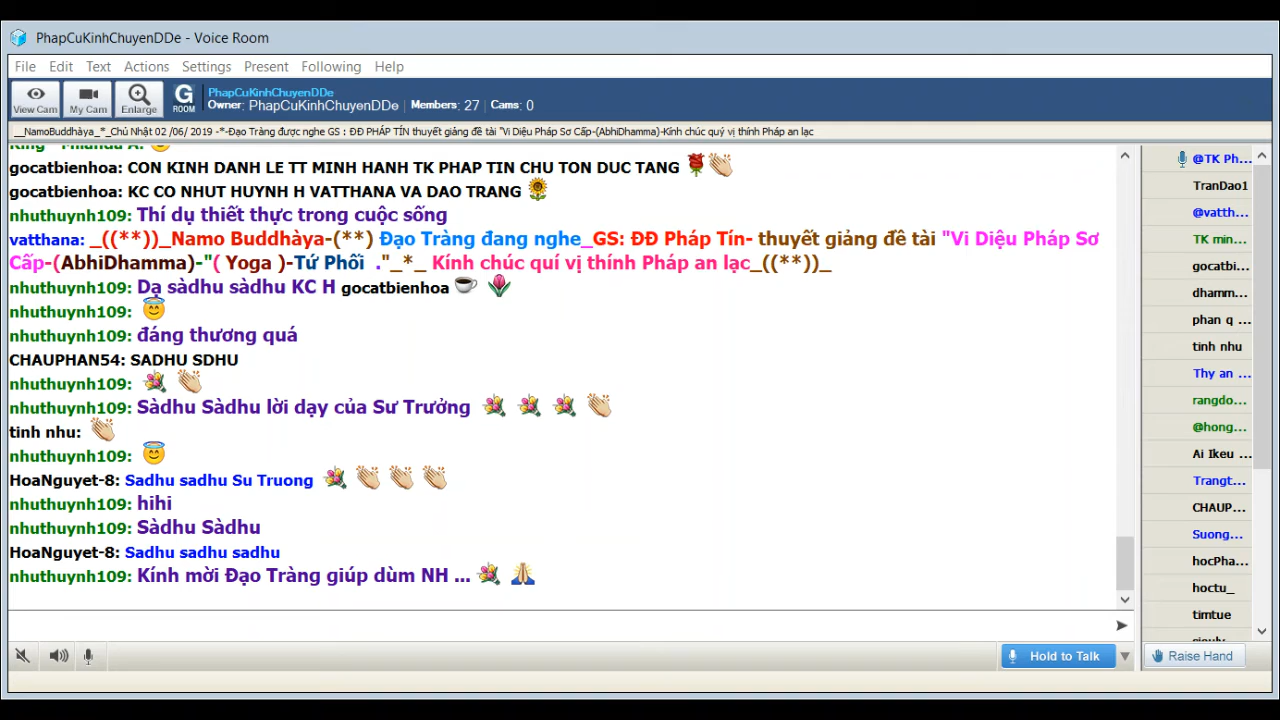 PhapCuKinhChuyenDDe - Voice Room
File Edit Text Actions Settings Present Following Help
View Cam My Cam Enlarge G ROOM PhapCuKinhChuyenDDe
Owner: PhapCuKinhChuyenDDe Members: 27 Cams: 0
__NamoBuddhàya_*_Chủ Nhật 02 /06/ 2019 -*-Đạo Tràng được nghe GS : ĐĐ PHÁP TÍN thuyết giảng đề tài "Vi Diệu Pháp Sơ Cấp-(AbhiDhamma)-Kính chúc quý vị thính Pháp an lạc
gocatbienhoa: CON KINH DANH LE TT MINH HANH TK PHAP TIN CHU TON DUC TANG
gocatbienhoa: KC CO NHUT HUYNH H VATTHANA VA DAO TRANG
nhuthuynh109: Thí dụ thiết thực trong cuộc sống
vatthana: _((**))_Namo Buddhàya-(**) Đạo Tràng đang nghe_GS: ĐĐ Pháp Tín- thuyết giảng đề tài "Vi Diệu Pháp Sơ
Cấp-(AbhiDhamma)-"( Yoga )-Tứ Phối ."_*_ Kính chúc quí vị thính Pháp an lạc_((**))_
nhuthuynh109: Dạ sàdhu sàdhu KC H gocatbienhoa
nhuthuynh109:
nhuthuynh109: đáng thương quá
CHAUPHAN54: SADHU SDHU
nhuthuynh109:
nhuthuynh109: Sàdhu Sàdhu lời dạy của Sư Trưởng
tinh nhu:
nhuthuynh109:
HoaNguyet-8: Sadhu sadhu Su Truong
nhuthuynh109: hihi
nhuthuynh109: Sàdhu Sàdhu
HoaNguyet-8: Sadhu sadhu sadhu
nhuthuynh109: Kính mời Đạo Tràng giúp dùm NH ...
@TK Ph...
TranDao1
@vatth...
TK min...
gocatbi...
dhamm...
phan q ...
tinh nhu
Thy an ...
rangdo...
@hong...
Ai Ikeu ...
Trangt...
CHAUP...
Suong...
hocPha...
hoctu_
timtue
Hold to Talk
Raise Hand